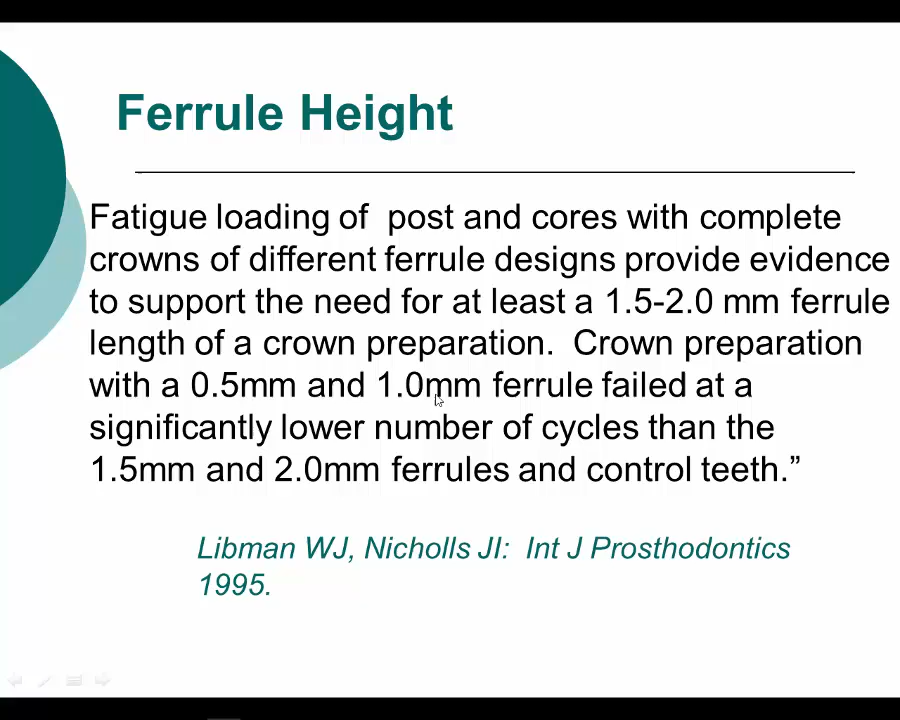 Ferrule Height
Fatigue loading of  post and cores with complete
crowns of different ferrule designs provide evidence
to support the need for at least a 1.5-2.0 mm ferrule
length of a crown preparation.  Crown preparation
with a 0.5mm and 1.0mm ferrule failed at a
significantly lower number of cycles than the
1.5mm and 2.0mm ferrules and control teeth.”
Libman WJ, Nicholls JI:  Int J Prosthodontics
1995.